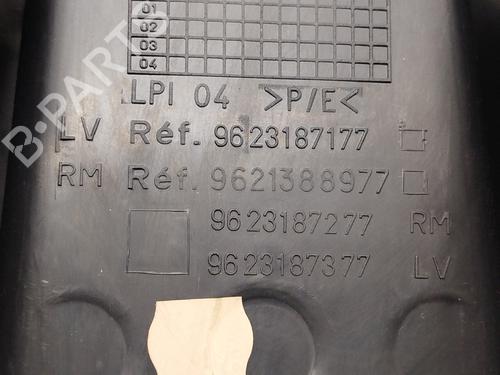 01
02
03
04
LPI 04 >P/E<
LV Réf. 9623187177
RM Réf. 9621388977
9623187277 RM
9623187377 LV
B-PARTS